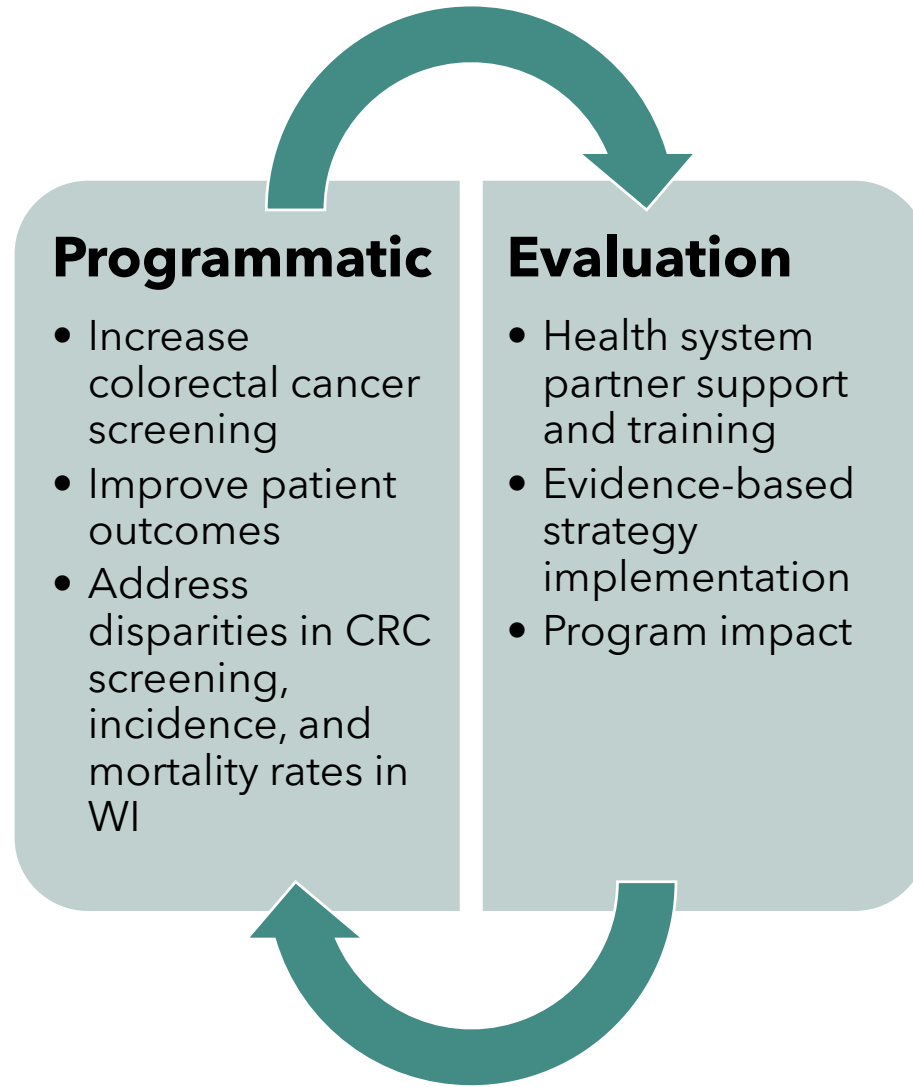 Programmatic
• Increase
colorectal cancer
screening
• Improve patient
outcomes
• Address
disparities in CRC
screening,
incidence, and
mortality rates in
WI
Evaluation
• Health system
partner support
and training
• Evidence-based
strategy
implementation
• Program impact